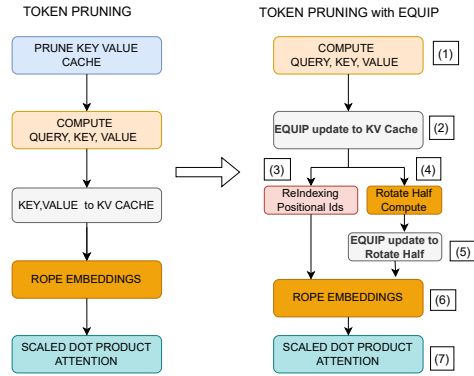 TOKEN PRUNING
PRUNE KEY VALUE
CACHE
COMPUTE
QUERY, KEY, VALUE
KEY,VALUE to KV CACHE
ROPE EMBEDDINGS
SCALED DOT PRODUCT
ATTENTION
TOKEN PRUNING with EQUIP
COMPUTE
QUERY, KEY, VALUE
(1)
EQUIP update to KV Cache
(2)
(3)
(4)
ReIndexing
Positional Ids
Rotate Half
Compute
EQUIP update to
Rotate Half
(5)
ROPE EMBEDDINGS
(6)
SCALED DOT PRODUCT
ATTENTION
(7)